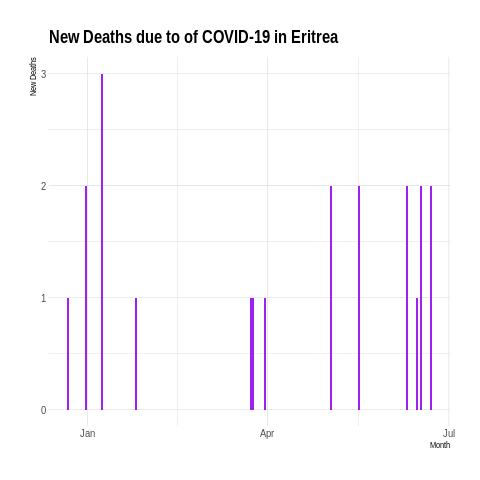 New Deaths due to of COVID-19 in Eritrea
New Deaths
3
2
1
0
Jan Apr Jul
Month